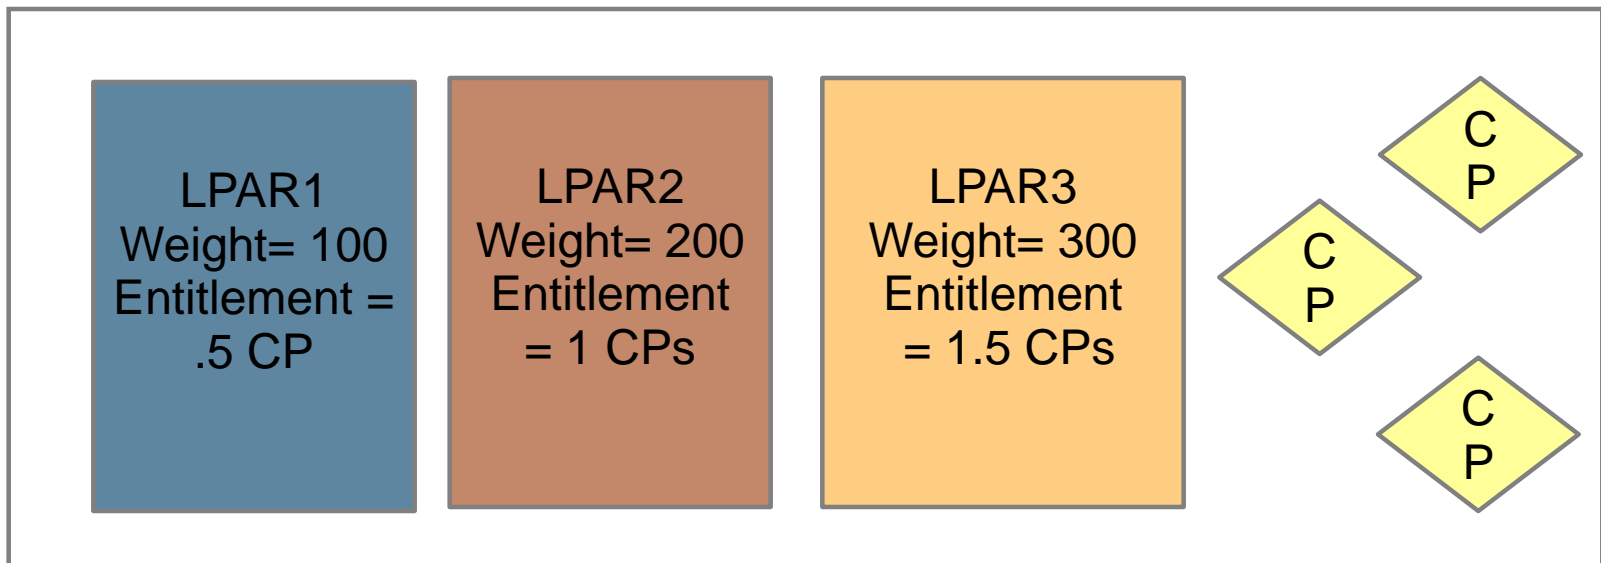 LPAR1
Weight= 100
Entitlement =
.5 CP
LPAR2
Weight= 200
Entitlement
= 1 CPs
LPAR3
Weight= 300
Entitlement
= 1.5 CPs
C
P
C
P
C
P